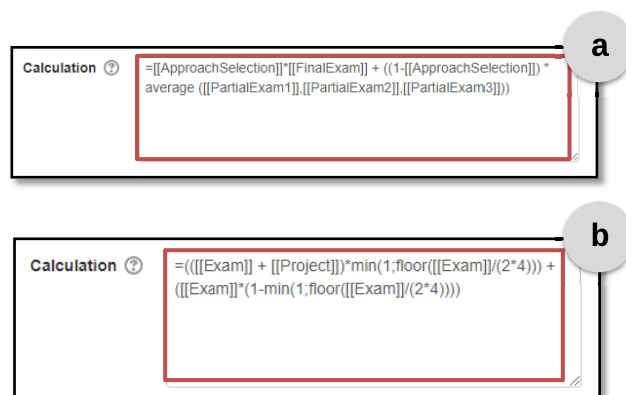 a
Calculation
=[[ApproachSelection]]*[[FinalExam]] + ((1-[[ApproachSelection]]) *
average ([[PartialExam1]],[[PartialExam2]],[[PartialExam3]]))
b
Calculation
=(([[Exam]] + [[Project]])*min(1;floor([[Exam]]/(2*4))) +
([[Exam]]*(1-min(1;floor([[Exam]]/(2*4))))